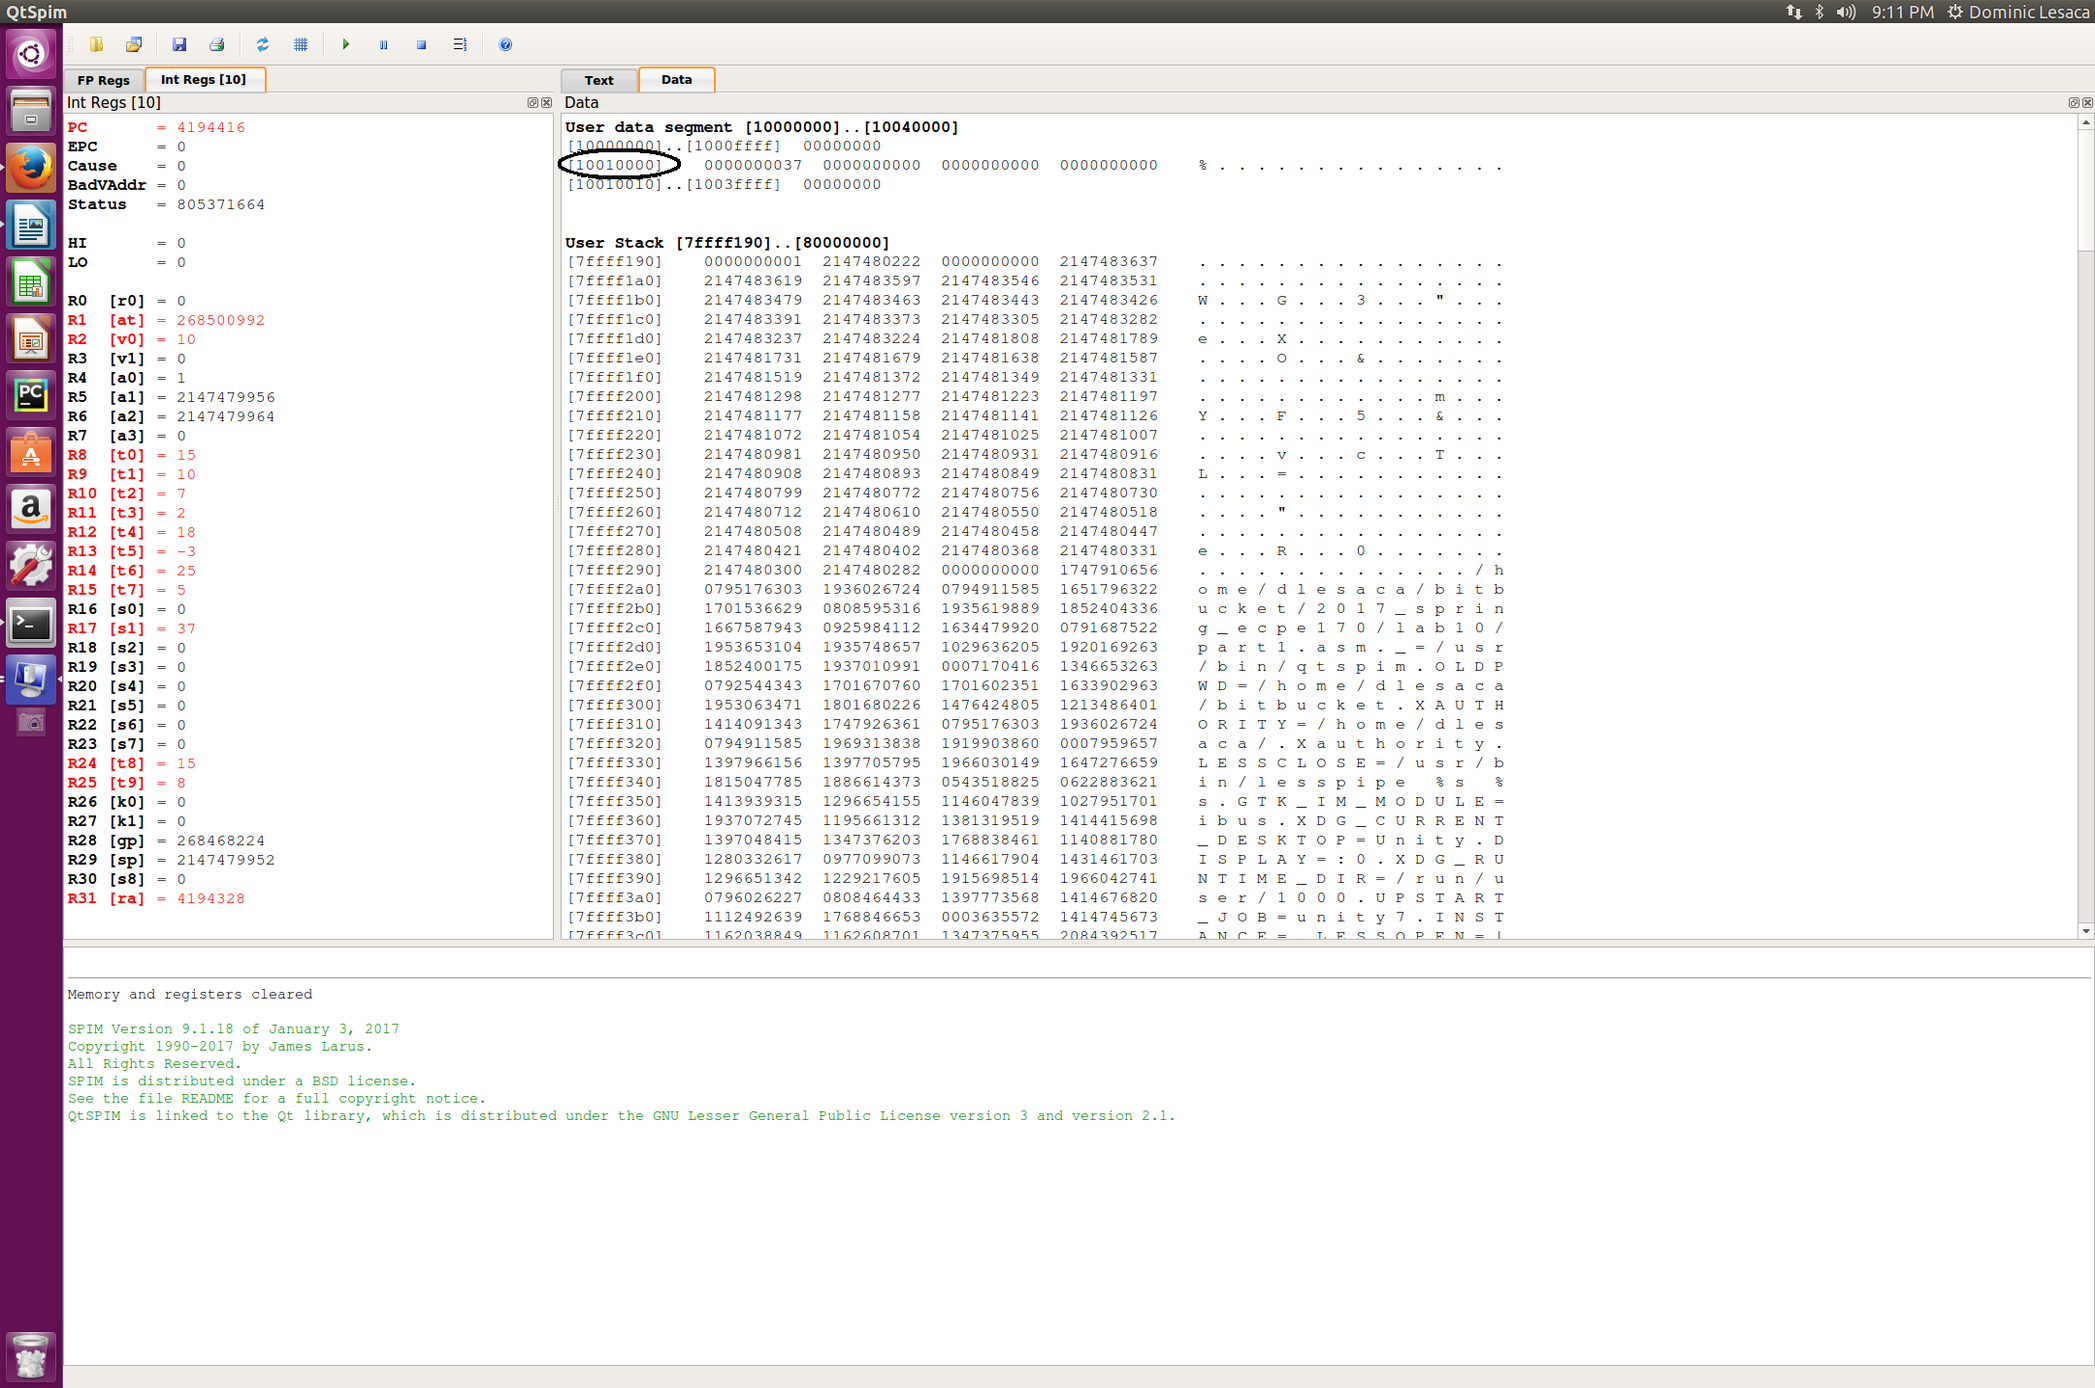 QtSpim
9:11 PM Dominic Lesaca
FP Regs Int Regs [10]
Int Regs [10]
PC = 4194416
EPC = 0
Cause = 0
BadVAddr = 0
Status = 805371664
HI = 0
LO = 0
R0 [r0] = 0
R1 [at] = 268500992
R2 [v0] = 10
R3 [v1] = 0
R4 [a0] = 1
R5 [a1] = 2147479956
R6 [a2] = 2147479964
R7 [a3] = 0
R8 [t0] = 15
R9 [t1] = 10
R10 [t2] = 7
R11 [t3] = 2
R12 [t4] = 18
R13 [t5] = -3
R14 [t6] = 25
R15 [t7] = 5
R16 [s0] = 0
R17 [s1] = 37
R18 [s2] = 0
R19 [s3] = 0
R20 [s4] = 0
R21 [s5] = 0
R22 [s6] = 0
R23 [s7] = 0
R24 [t8] = 15
R25 [t9] = 8
R26 [k0] = 0
R27 [k1] = 0
R28 [gp] = 268468224
R29 [sp] = 2147479952
R30 [s8] = 0
R31 [ra] = 4194328
Text Data
Data
User data segment [10000000]..[10040000]
[10000000]..[1000ffff] 00000000
[10010000] 0000000037 0000000000 0000000000 0000000000 % . . . . . . . . . . . . . . .
[10010010]..[1003ffff] 00000000
User Stack [7ffff190]..[80000000]
[7ffff190] 0000000001 2147480222 0000000000 2147483637 . . . . . . . . . . . . . . . .
[7ffff1a0] 2147483619 2147483597 2147483546 2147483531 . . . . . . . . . . . . . . . .
[7ffff1b0] 2147483479 2147483463 2147483443 2147483426 W . . . G . . . 3 . . . " . . .
[7ffff1c0] 2147483391 2147483373 2147483305 2147483282 . . . . . . . . . . . . . . . .
[7ffff1d0] 2147483237 2147483224 2147481808 2147481789 e . . . X . . . . . . . . . . .
[7ffff1e0] 2147481731 2147481679 2147481638 2147481587 . . . . O . . . & . . . . . . .
[7ffff1f0] 2147481519 2147481372 2147481349 2147481331 . . . . . . . . . . . . . . . .
[7ffff200] 2147481298 2147481277 2147481223 2147481197 . . . . . . . . . . . . m . . .
[7ffff210] 2147481177 2147481158 2147481141 2147481126 Y . . . F . . . 5 . . . & . . .
[7ffff220] 2147481072 2147481054 2147481025 2147481007 . . . . . . . . . . . . . . . .
[7ffff230] 2147480981 2147480950 2147480931 2147480916 . . . . v . . . c . . . T . . .
[7ffff240] 2147480908 2147480893 2147480849 2147480831 L . . . = . . . . . . . . . . .
[7ffff250] 2147480799 2147480772 2147480756 2147480730 . . . . . . . . . . . . . . . .
[7ffff260] 2147480712 2147480610 2147480550 2147480518 . . . . " . . . . . . . . . . .
[7ffff270] 2147480508 2147480489 2147480458 2147480447 . . . . . . . . . . . . . . . .
[7ffff280] 2147480421 2147480402 2147480368 2147480331 e . . . R . . . 0 . . . . . . .
[7ffff290] 2147480300 2147480282 0000000000 1747910656 . . . . . . . . . . . . . . / h
[7ffff2a0] 0795176303 1936026724 0794911585 1651796322 o m e / d l e s a c a / b i t b
[7ffff2b0] 1701536629 0808595316 1935619889 1852404336 u c k e t / 2 0 1 7 _ s p r i n
[7ffff2c0] 1667587943 0925984112 1634479920 0791687522 g _ e c p e 1 7 0 / l a b 1 0 /
[7ffff2d0] 1953653104 1935748657 1029636205 1920169263 p a r t 1 . a s m . _ = / u s r
[7ffff2e0] 1852400175 1937010991 0007170416 1346653263 / b i n / q t s p i m . O L D P
[7ffff2f0] 0792544343 1701670760 1701602351 1633902963 W D = / h o m e / d l e s a c a
[7ffff300] 1953063471 1801680226 1476424805 1213486401 / b i t b u c k e t . X A U T H
[7ffff310] 1414091343 1747926361 0795176303 1936026724 O R I T Y = / h o m e / d l e s
[7ffff320] 0794911585 1969313838 1919903860 0007959657 a c a / . X a u t h o r i t y .
[7ffff330] 1397966156 1397705795 1966030149 1647276659 L E S S C L O S E = / u s r / b
[7ffff340] 1815047785 1886614373 0543518825 0622883621 i n / l e s s p i p e % s %
[7ffff350] 1413939315 1296654155 1146047839 1027951701 s . G T K _ I M _ M O D U L E =
[7ffff360] 1937072745 1195661312 1381319519 1414415698 i b u s . X D G _ C U R R E N T
[7ffff370] 1397048415 1347376203 1768838461 1140881780 _ D E S K T O P = U n i t y . D
[7ffff380] 1280332617 0977099073 1146617904 1431461703 I S P L A Y = : 0 . X D G _ R U
[7ffff390] 1296651342 1229217605 1915698514 1966042741 N T I M E _ D I R = / r u n / u
[7ffff3a0] 0796026227 0808464433 1397773568 1414676820 s e r / 1 0 0 0 . U P S T A R T
[7ffff3b0] 1112492639 1768846653 0003635572 1414745673 _ J O B = u n i t y 7 . I N S T
[7ffff3c0] 1162038849 1162608701 1347375955 2084392517 A N C E = . L E S S O P E N = |
Memory and registers cleared
SPIM Version 9.1.18 of January 3, 2017
Copyright 1990-2017 by James Larus.
All Rights Reserved.
SPIM is distributed under a BSD license.
See the file README for a full copyright notice.
QtSPIM is linked to the Qt library, which is distributed under the GNU Lesser General Public License version 3 and version 2.1.